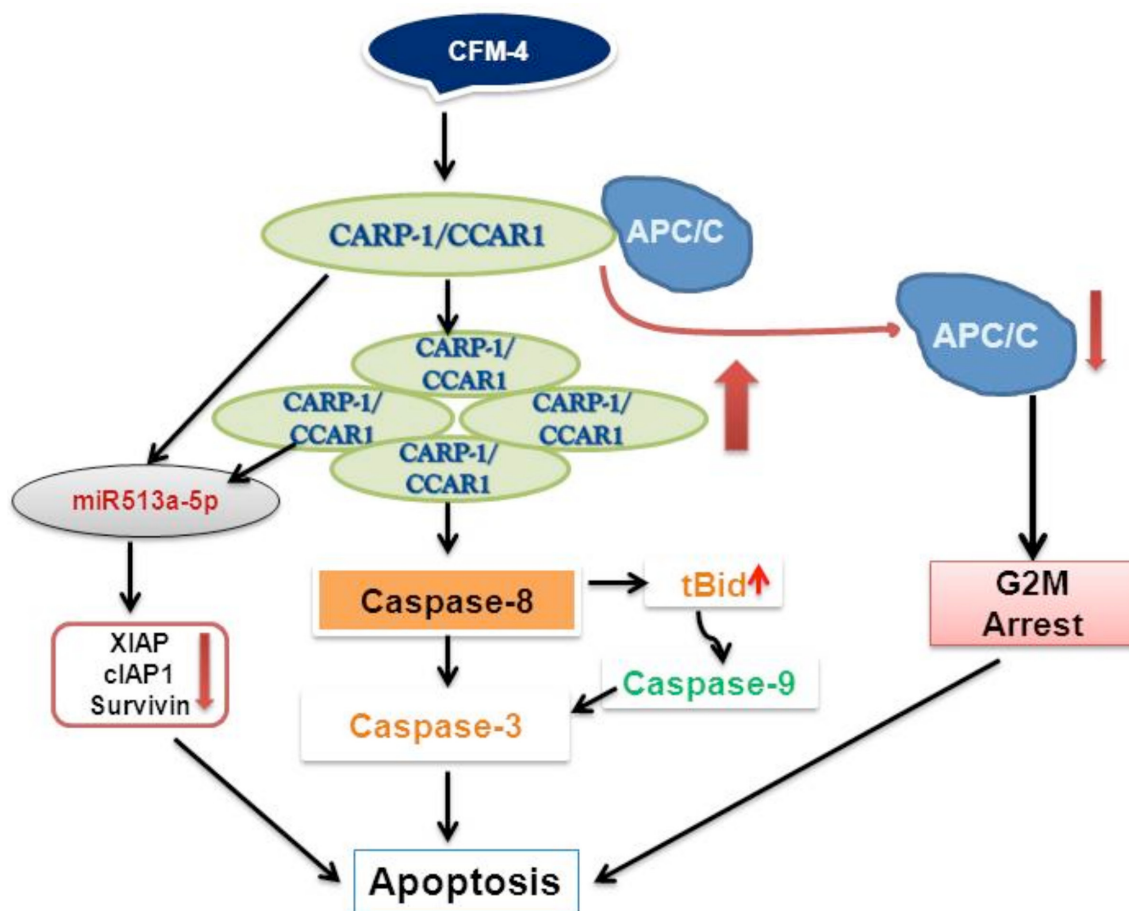 CFM-4
CARP-1/CCAR1
APC/C
APC/C
CARP-1/
CCAR1
CARP-1/
CCAR1
CARP-1/
CCAR1
CARP-1/
CCAR1
miR513a-5p
Caspase-8
tBid
G2M
Arrest
XIAP
cIAP1
Survivin
Caspase-9
Caspase-3
Apoptosis